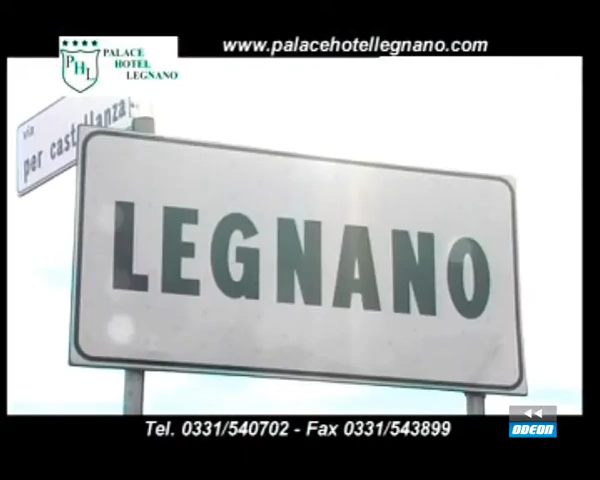 www.palacehotellegnano.com
PALACE
HOTEL
LEGNANO
PHL
via
per castellanza
LEGNANO
Tel. 0331/540702 - Fax 0331/543899
ODEON